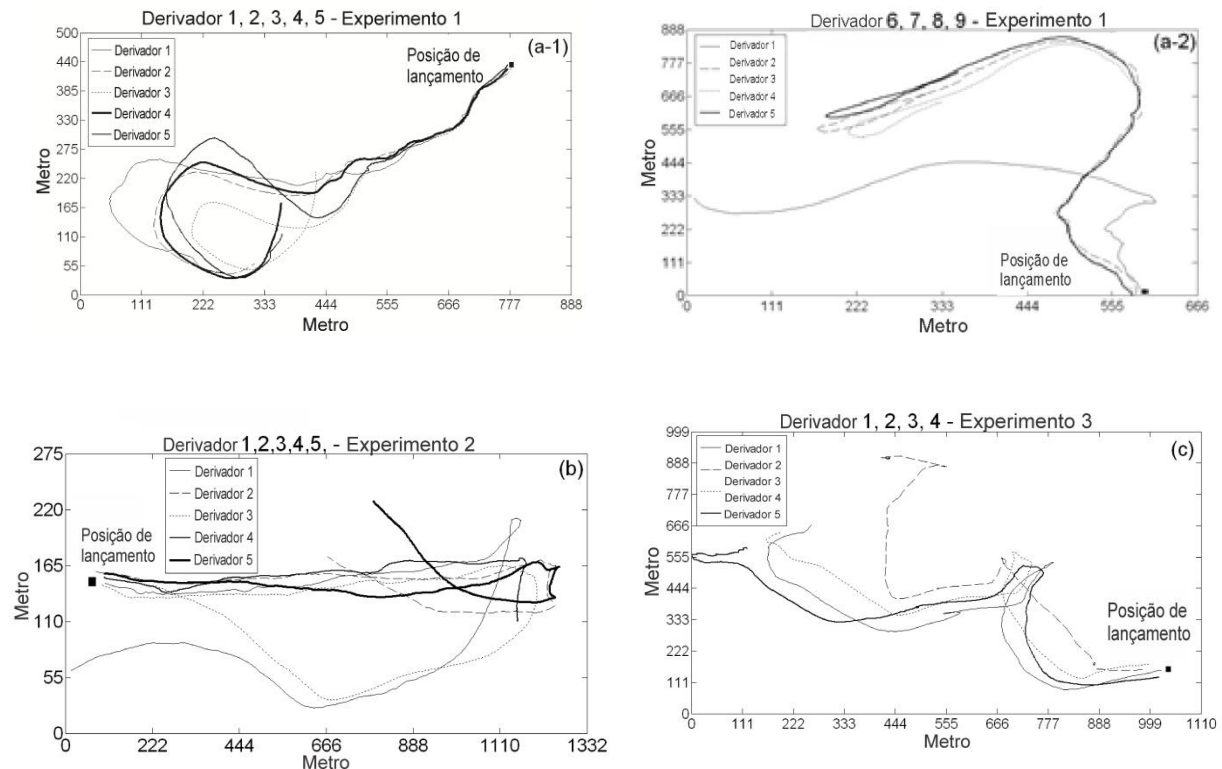 Derivador 1, 2, 3, 4, 5 - Experimento 1
(a-1)
Metro
500
440
385
330
275
220
165
110
55
0
Derivador 1
Derivador 2
Derivador 3
Derivador 4
Derivador 5
Posição de
lançamento
0 111 222 333 444 555 666 777 888
Metro
Derivador 6, 7, 8, 9 - Experimento 1
(a-2)
Metro
888
777
666
555
444
333
222
111
0
Derivador 1
Derivador 2
Derivador 3
Derivador 4
Derivador 5
Posição de
lançamento
0 111 222 333 444 555 666
Metro
Derivador 1,2,3,4,5, - Experimento 2
(b)
Metro
275
220
165
110
55
0
Derivador 1
Derivador 2
Derivador 3
Derivador 4
Derivador 5
Posição de
lançamento
0 222 444 666 888 1110 1332
Metro
Derivador 1, 2, 3, 4 - Experimento 3
(c)
Metro
999
888
777
666
555
444
333
222
111
0
Derivador 1
Derivador 2
Derivador 3
Derivador 4
Derivador 5
Posição de
lançamento
0 111 222 333 444 555 666 777 888 999 1110
Metro